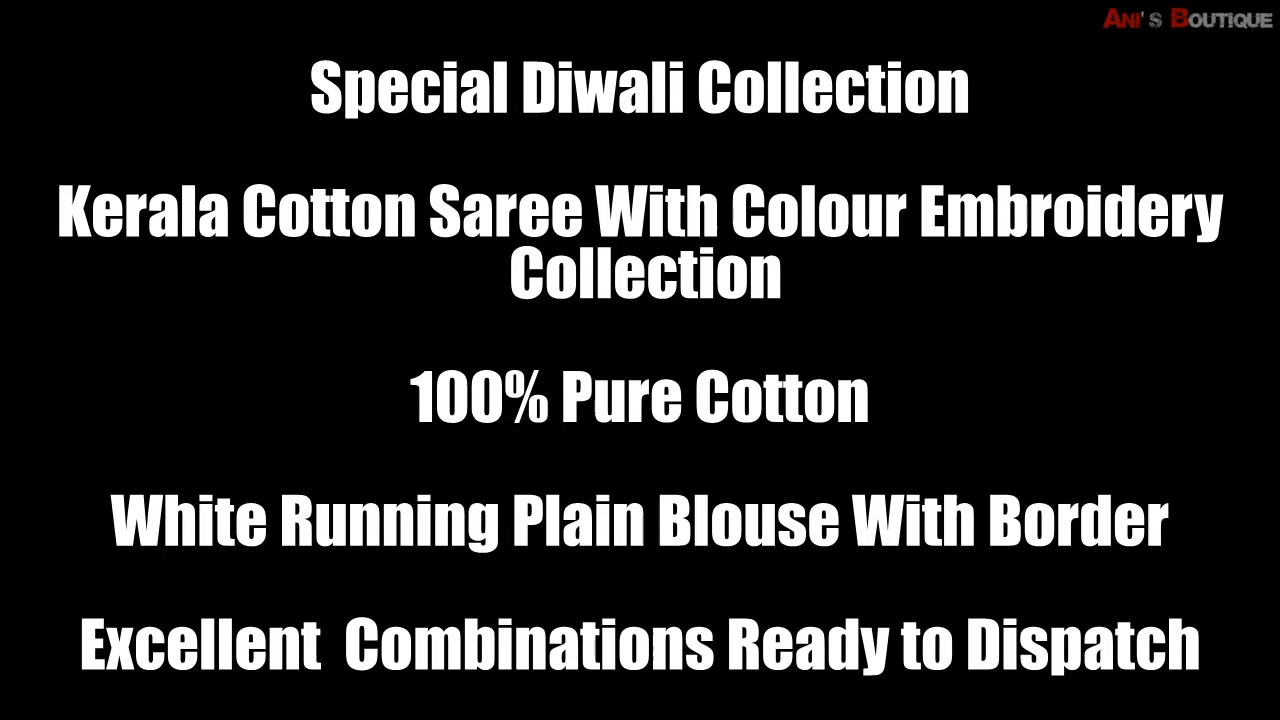 Ani's Boutique
Special Diwali Collection
Kerala Cotton Saree With Colour Embroidery
Collection
100% Pure Cotton
White Running Plain Blouse With Border
Excellent  Combinations Ready to Dispatch